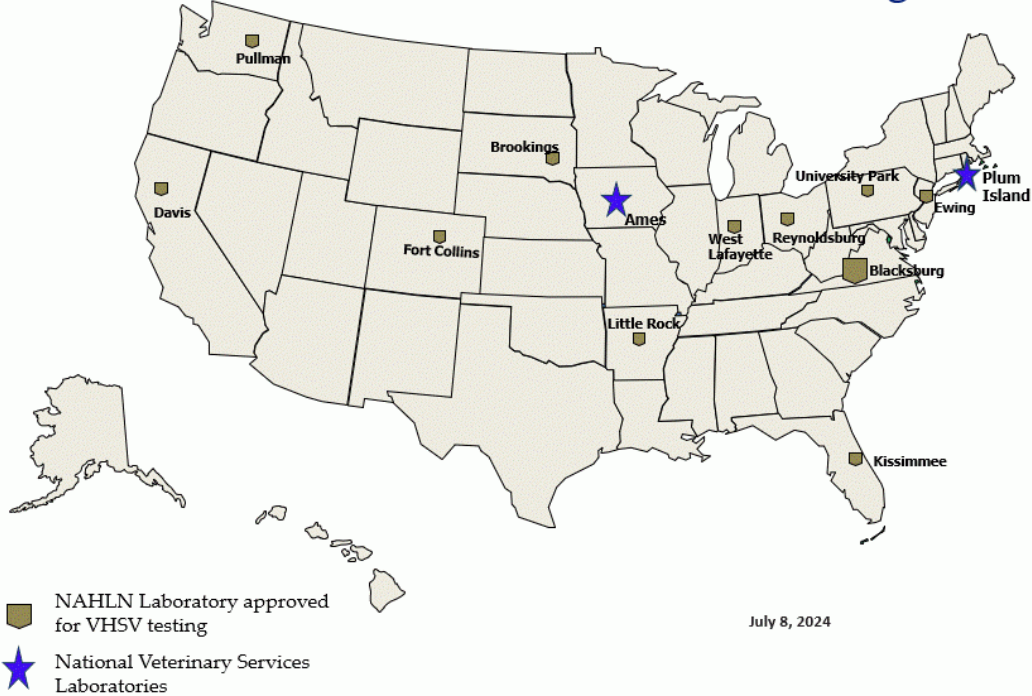 Pullman
Brookings
University Park
Plum
Island
Davis
Ames
Ewing
West
Lafayette
Reynoldsburg
Fort Collins
Blacksburg
Little Rock
Kissimmee
NAHLN Laboratory approved
for VHSV testing
July 8, 2024
National Veterinary Services
Laboratories